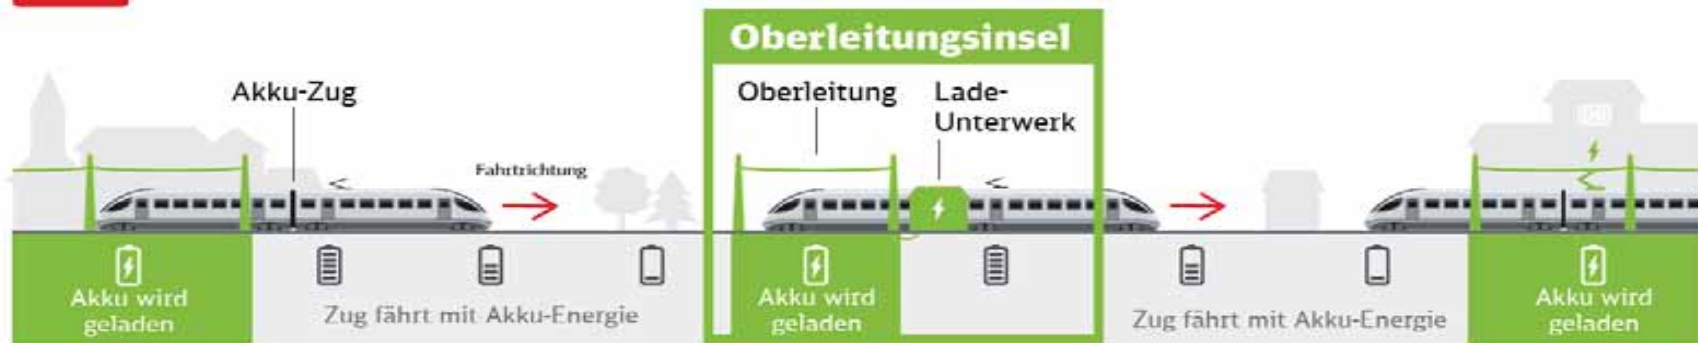 Oberleitungsinsel
Akku-Zug
Fahrtrichtung
Oberleitung
Lade-
Unterwerk
Akku wird
geladen
Zug fährt mit Akku-Energie
Akku wird
geladen
Zug fährt mit Akku-Energie
Akku wird
geladen